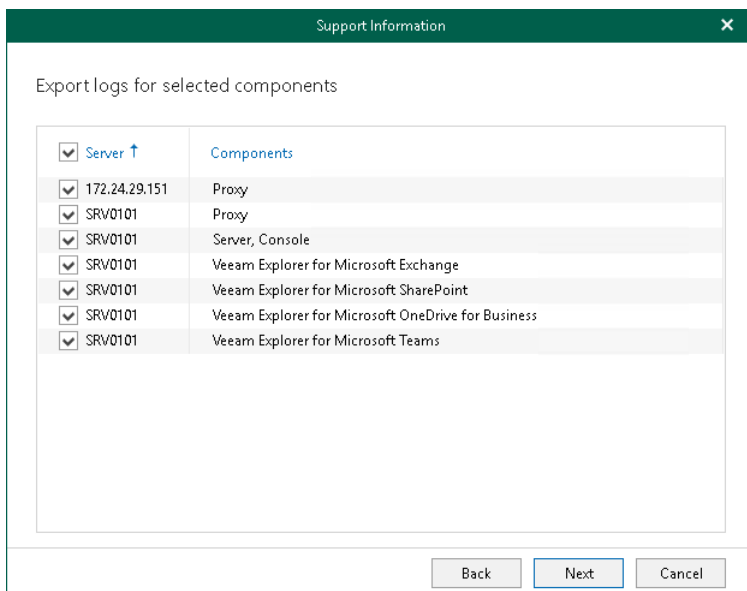 Support Information
Export logs for selected components
Server Components
172.24.29.151 Proxy
SRV0101 Proxy
SRV0101 Server, Console
SRV0101 Veeam Explorer for Microsoft Exchange
SRV0101 Veeam Explorer for Microsoft SharePoint
SRV0101 Veeam Explorer for Microsoft OneDrive for Business
SRV0101 Veeam Explorer for Microsoft Teams
Back Next Cancel